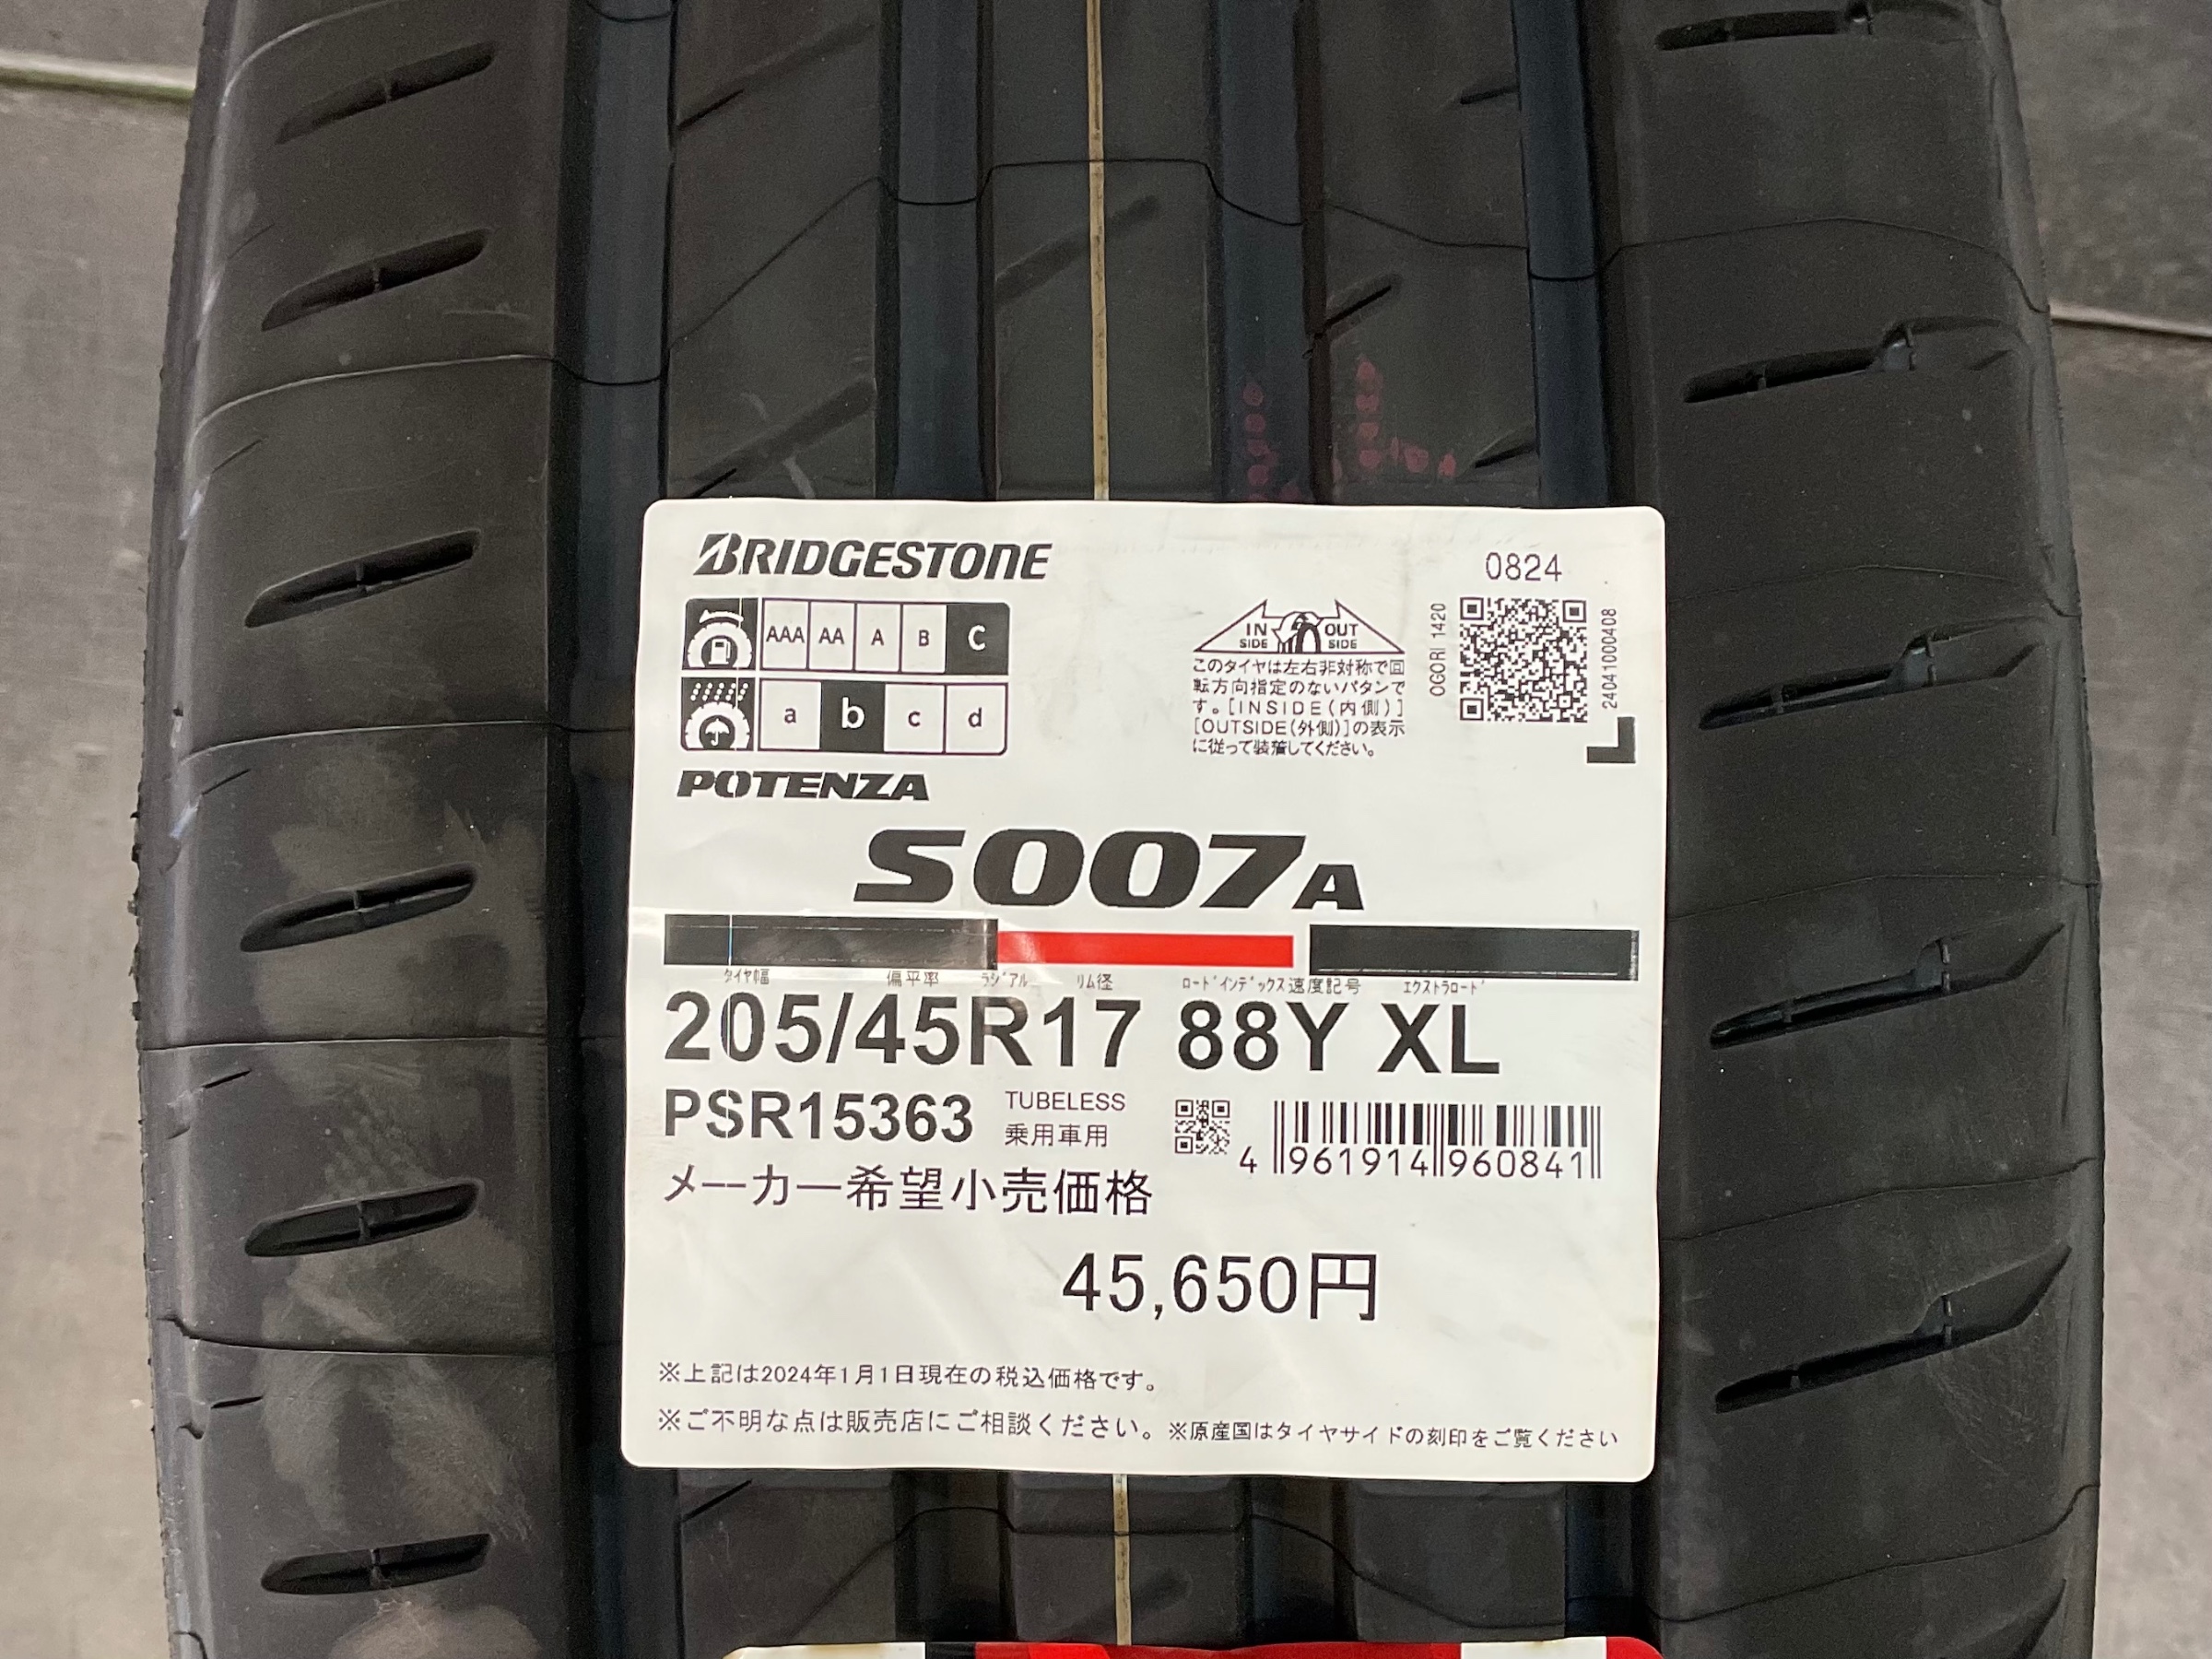 BRIDGESTONE
AAA AA A B C
a b c d
IN SIDE OUT SIDE
このタイヤは左右非対称で回
転方向指定のないパタンで
す。[INSIDE(内側)]
[OUTSIDE(外側)]の表示
に従って装着してください。
0824
OGORI 1420
24041000408
POTENZA
S007A
タイヤ幅 偏平率 ラジアル リム径 ロードインデックス 速度記号 エクストラロード
205/45R17 88Y XL
PSR15363
TUBELESS
乗用車用
4 961914 960841
メーカー希望小売価格
45,650円
※上記は2024年1月1日現在の税込価格です。
※ご不明な点は販売店にご相談ください。※原産国はタイヤサイドの刻印をご覧ください